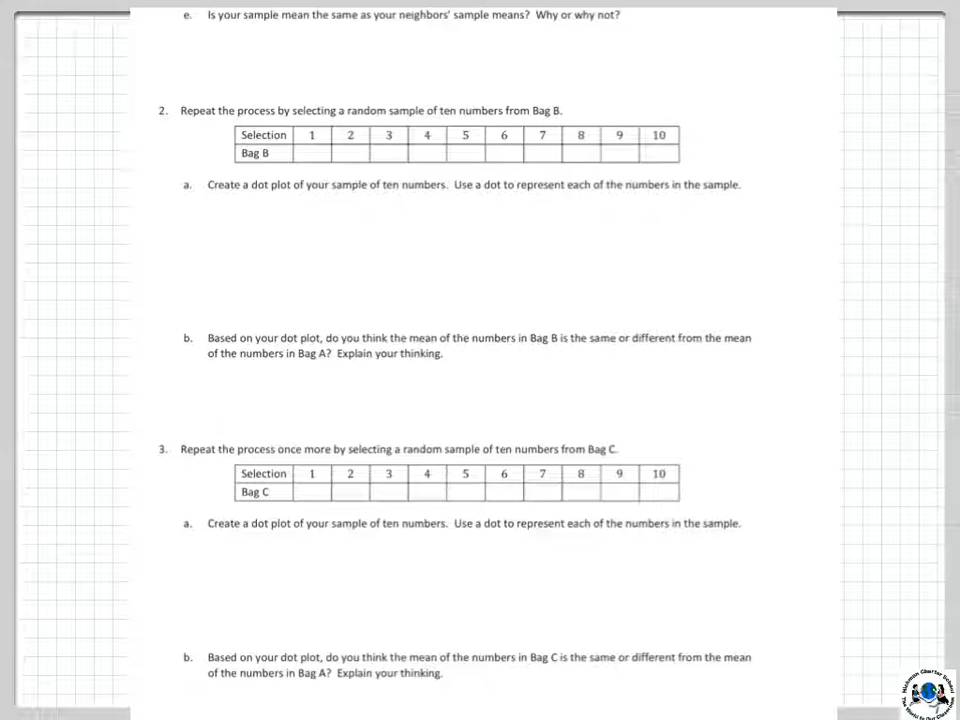 e. Is your sample mean the same as your neighbors' sample means? Why or why not?
2. Repeat the process by selecting a random sample of ten numbers from Bag B.
Selection 1 2 3 4 5 6 7 8 9 10
Bag B
a. Create a dot plot of your sample of ten numbers. Use a dot to represent each of the numbers in the sample.
b. Based on your dot plot, do you think the mean of the numbers in Bag B is the same or different from the mean
of the numbers in Bag A? Explain your thinking.
3. Repeat the process once more by selecting a random sample of ten numbers from Bag C.
Selection 1 2 3 4 5 6 7 8 9 10
Bag C
a. Create a dot plot of your sample of ten numbers. Use a dot to represent each of the numbers in the sample.
b. Based on your dot plot, do you think the mean of the numbers in Bag C is the same or different from the mean
of the numbers in Bag A? Explain your thinking.
Charter School